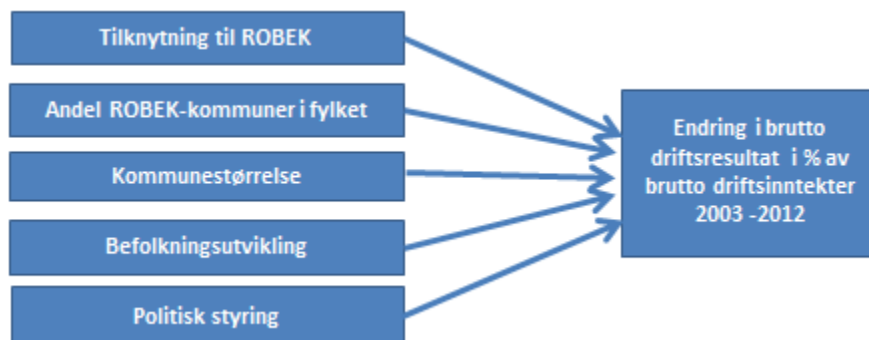 Tilknytning til ROBEK
Andel ROBEK-kommuner i fylket
Kommunestørrelse
Befolkningsutvikling
Politisk styring
Endring i brutto
driftsresultat i % av
brutto driftsinntekter
2003 -2012